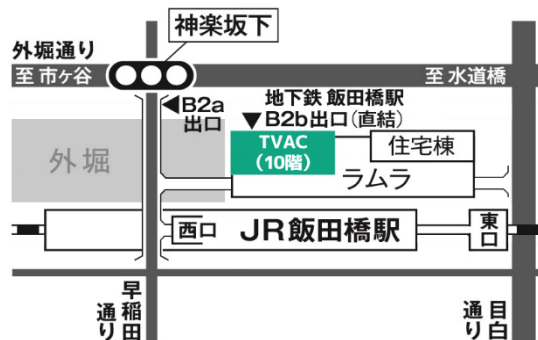 神楽坂下
外堀通り
至 市ヶ谷
至 水道橋
◀B2a
出口
地下鉄 飯田橋駅
▼B2b出口(直結)
TVAC
(10階)
住宅棟
外堀
ラムラ
西口
JR飯田橋駅
東口
早稲田通り
目白通り